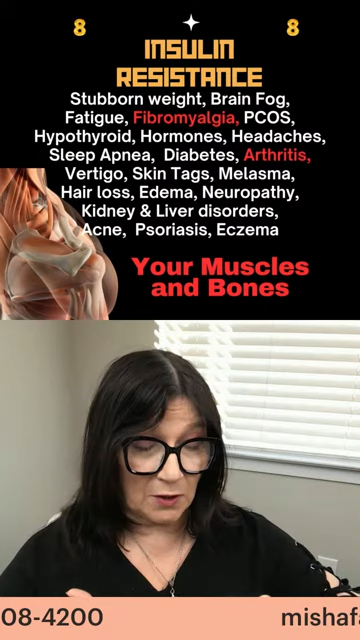 8 8
INSULIN
RESISTANCE
Stubborn weight, Brain Fog,
Fatigue, Fibromyalgia, PCOS,
Hypothyroid, Hormones, Headaches,
Sleep Apnea, Diabetes, Arthritis,
Vertigo, Skin Tags, Melasma,
Hair loss, Edema, Neuropathy,
Kidney & Liver disorders,
Acne, Psoriasis, Eczema
Your Muscles
and Bones
08-4200 mishafa